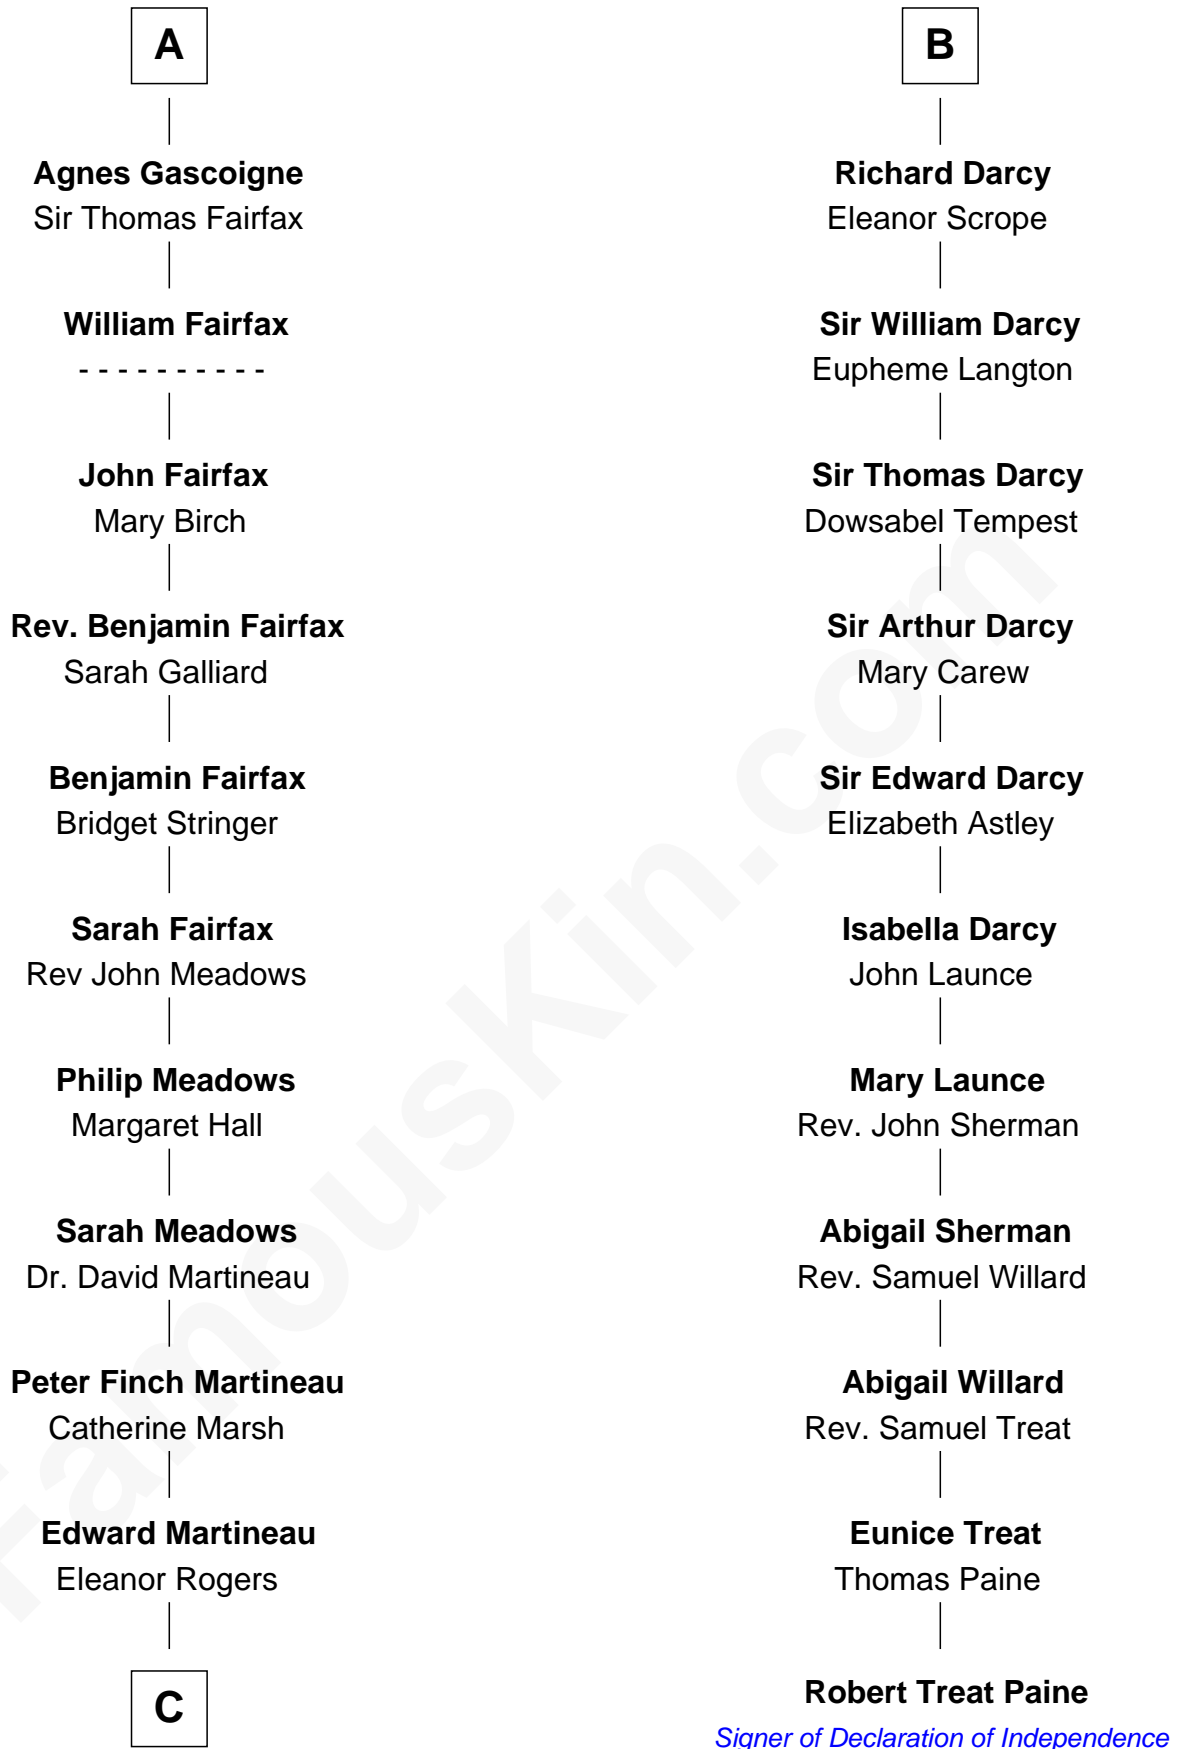 A
Agnes Gascoigne
Sir Thomas Fairfax
William Fairfax
- - - - - - - - - -
John Fairfax
Mary Birch
Rev. Benjamin Fairfax
Sarah Galliard
Benjamin Fairfax
Bridget Stringer
Sarah Fairfax
Rev John Meadows
Philip Meadows
Margaret Hall
Sarah Meadows
Dr. David Martineau
Peter Finch Martineau
Catherine Marsh
Edward Martineau
Eleanor Rogers
C
B
Richard Darcy
Eleanor Scrope
Sir William Darcy
Eupheme Langton
Sir Thomas Darcy
Dowsabel Tempest
Sir Arthur Darcy
Mary Carew
Sir Edward Darcy
Elizabeth Astley
Isabella Darcy
John Launce
Mary Launce
Rev. John Sherman
Abigail Sherman
Rev. Samuel Willard
Abigail Willard
Rev. Samuel Treat
Eunice Treat
Thomas Paine
Robert Treat Paine
Signer of Declaration of Independence
FamousKin.com